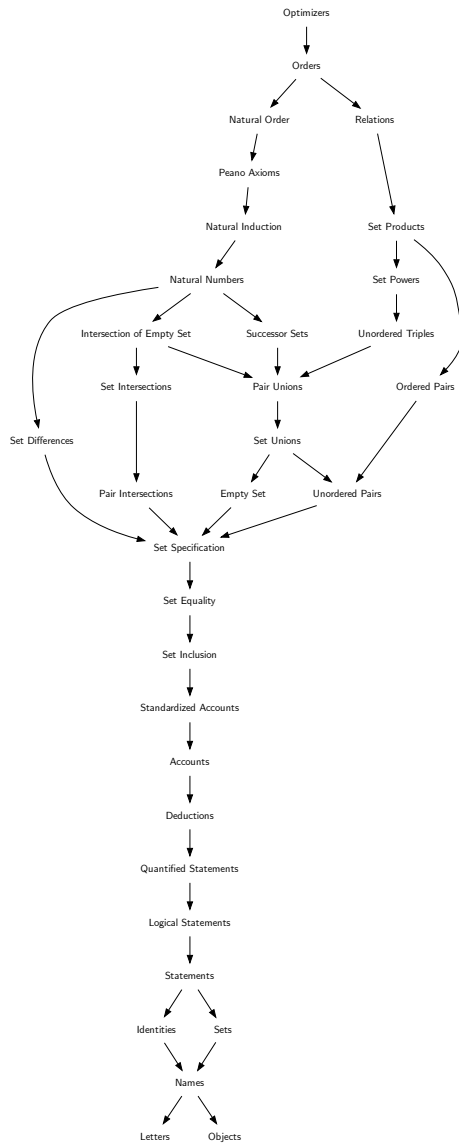 Optimizers
Orders
Natural Order
Relations
Peano Axioms
Natural Induction
Set Products
Natural Numbers
Set Powers
Intersection of Empty Set
Successor Sets
Unordered Triples
Set Intersections
Pair Unions
Ordered Pairs
Set Differences
Set Unions
Pair Intersections
Empty Set
Unordered Pairs
Set Specification
Set Equality
Set Inclusion
Standardized Accounts
Accounts
Deductions
Quantified Statements
Logical Statements
Statements
Identities
Sets
Names
Letters
Objects